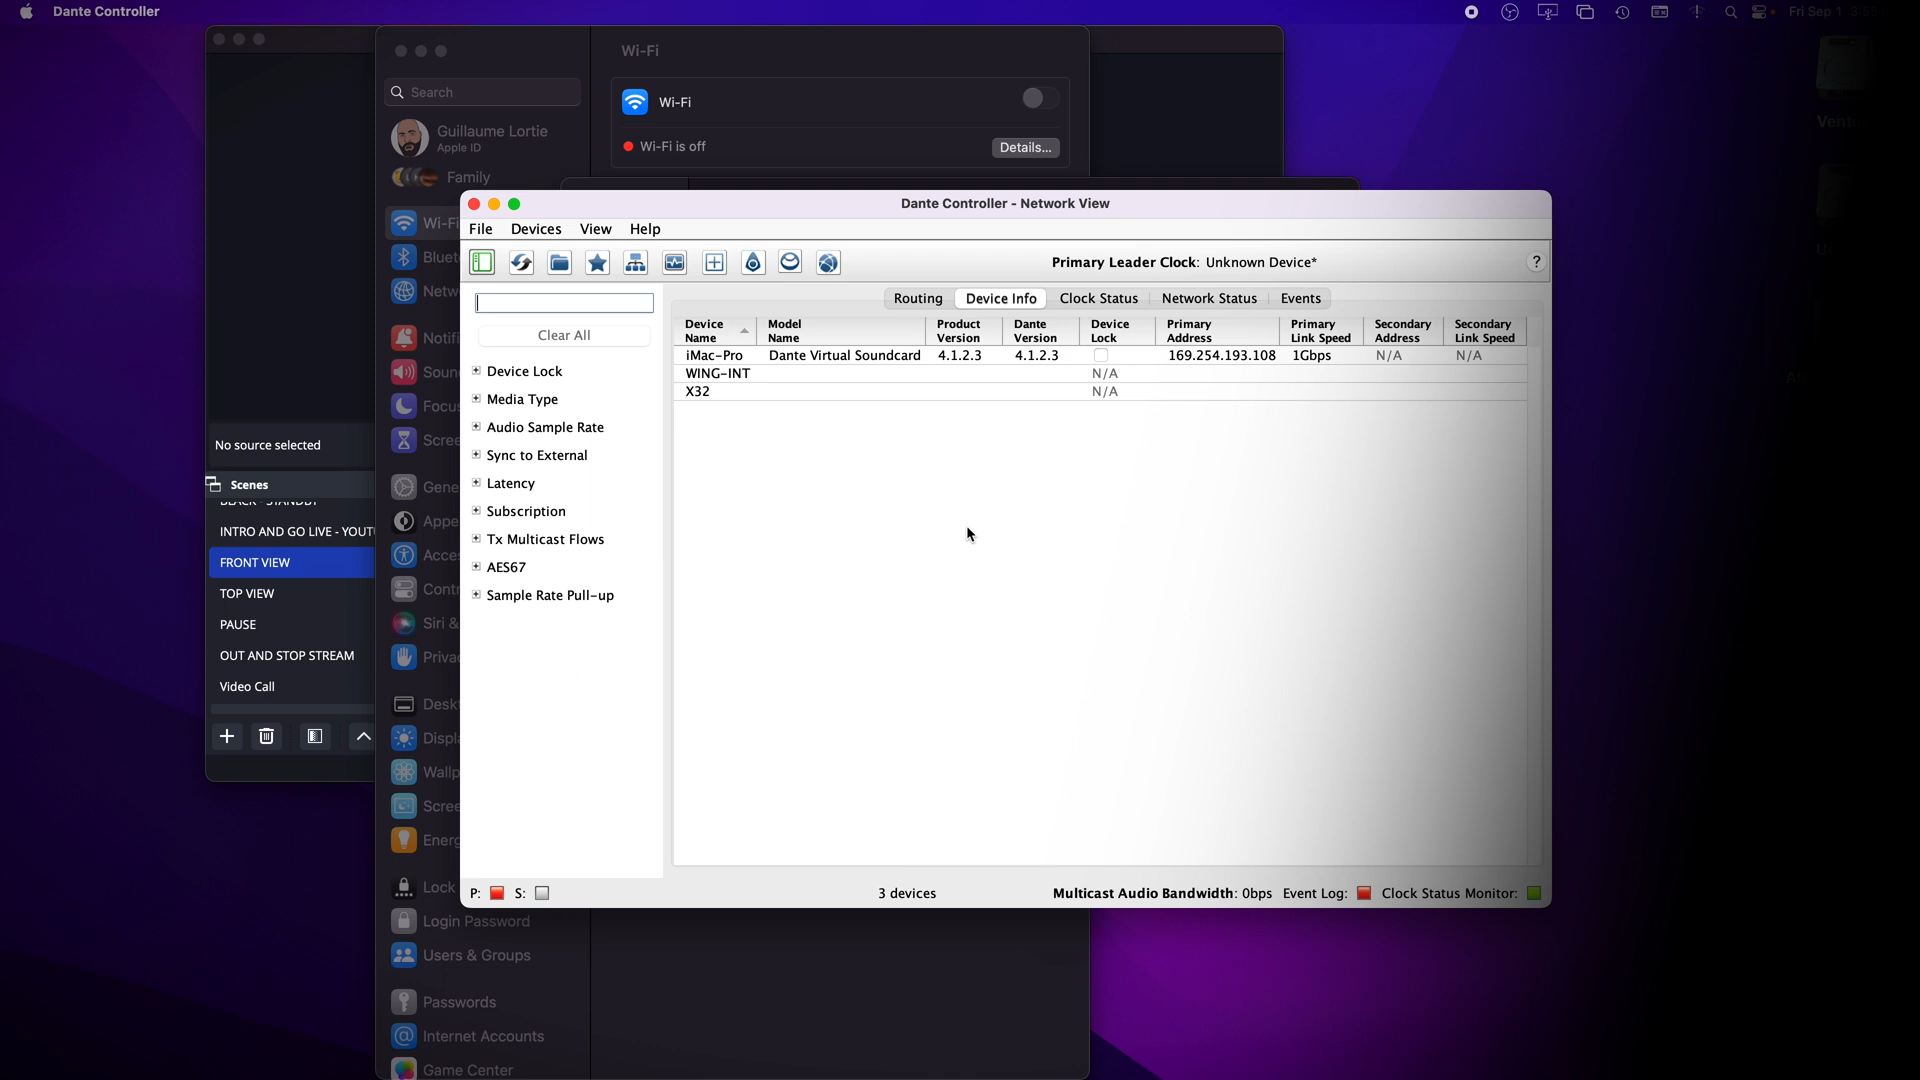 Dante Controller
Fri Sep 1
Wi-Fi
Search
Wi-Fi
Guillaume Lortie
Apple ID
Wi-Fi is off
Details...
Family
Dante Controller - Network View
File Devices View Help
Primary Leader Clock: Unknown Device*
?
Routing Device Info Clock Status Network Status Events
Clear All
Device Name Model Name Product Version Dante Version Device Lock Primary Address Primary Link Speed Secondary Address Secondary Link Speed
iMac-Pro Dante Virtual Soundcard 4.1.2.3 4.1.2.3 169.254.193.108 1Gbps N/A N/A
WING-INT N/A
X32 N/A
Device Lock
Media Type
Audio Sample Rate
Sync to External
Latency
Subscription
Tx Multicast Flows
AES67
Sample Rate Pull-up
P: S: 3 devices Multicast Audio Bandwidth: 0bps Event Log: Clock Status Monitor:
Wi-Fi
Bluet
Netw
Notifi
Soun
Focu
Scree
Gene
Appe
Acce
Contr
Siri &
Privac
Deskt
Displa
Wallp
Scree
Energ
Lock
Login Password
Users & Groups
Passwords
Internet Accounts
Game Center
No source selected
Scenes
BLACK - STANDBY
INTRO AND GO LIVE - YOUT
FRONT VIEW
TOP VIEW
PAUSE
OUT AND STOP STREAM
Video Call